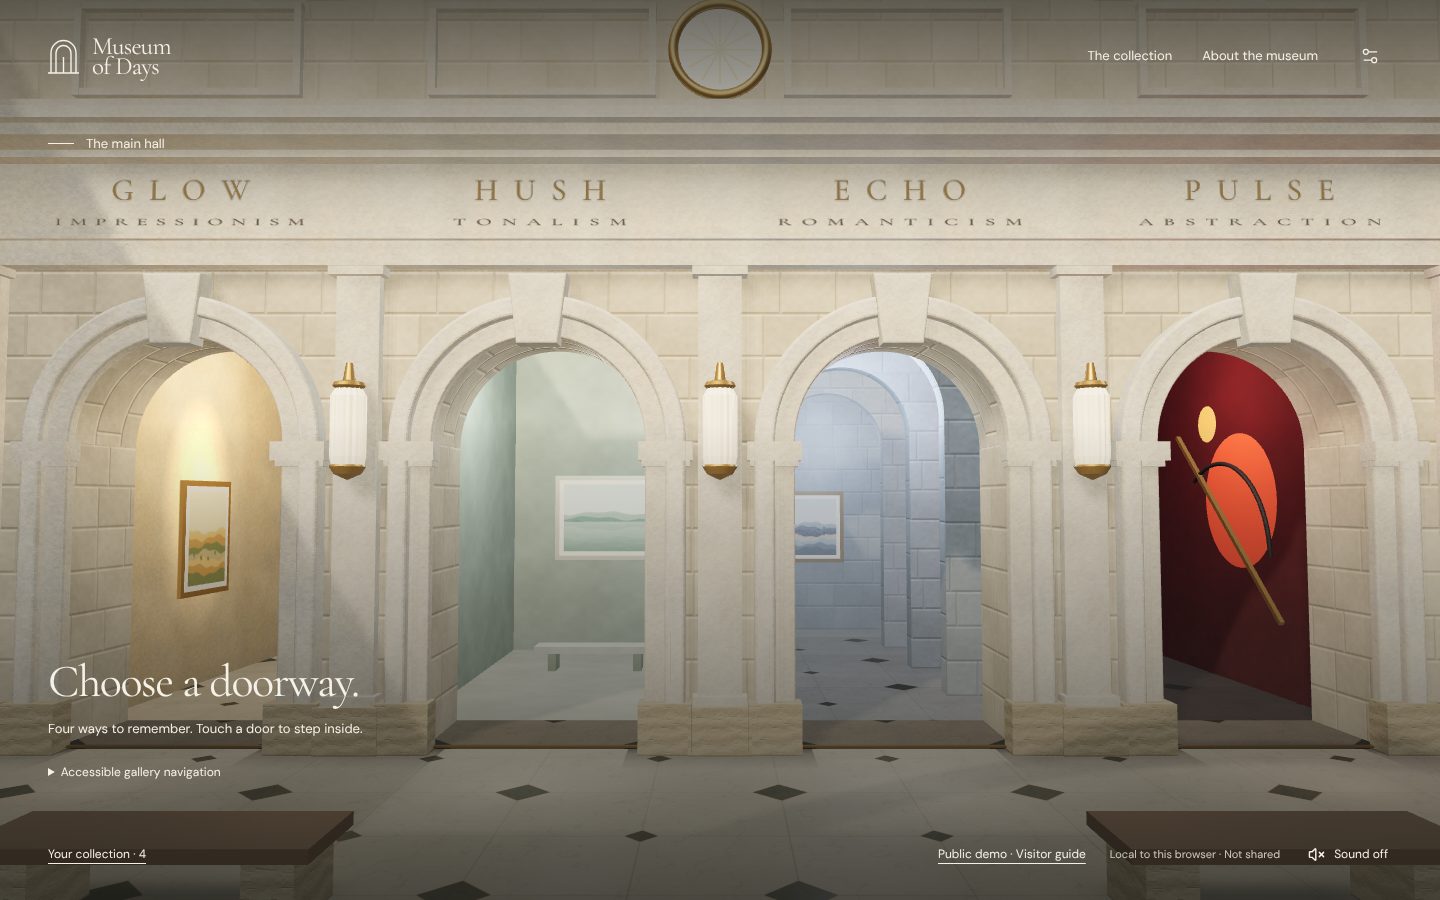 Museum
of Days
The collection
About the museum
The main hall
GLOW
IMPRESSIONISM
HUSH
TONALISM
ECHO
ROMANTICISM
PULSE
ABSTRACTION
Choose a doorway.
Four ways to remember. Touch a door to step inside.
Accessible gallery navigation
Your collection · 4
Public demo · Visitor guide
Local to this browser · Not shared
Sound off